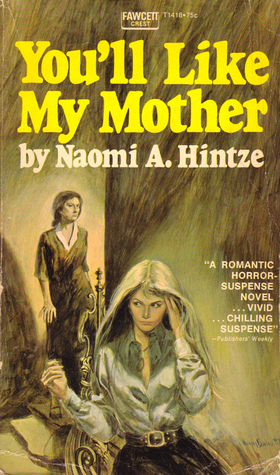 FAWCETT
CREST
T1418•75c
You'll Like
My Mother
by Naomi A. Hintze
"A ROMANTIC
HORROR-
SUSPENSE
NOVEL
...VIVID
...CHILLING
SUSPENSE"
—Publishers' Weekly